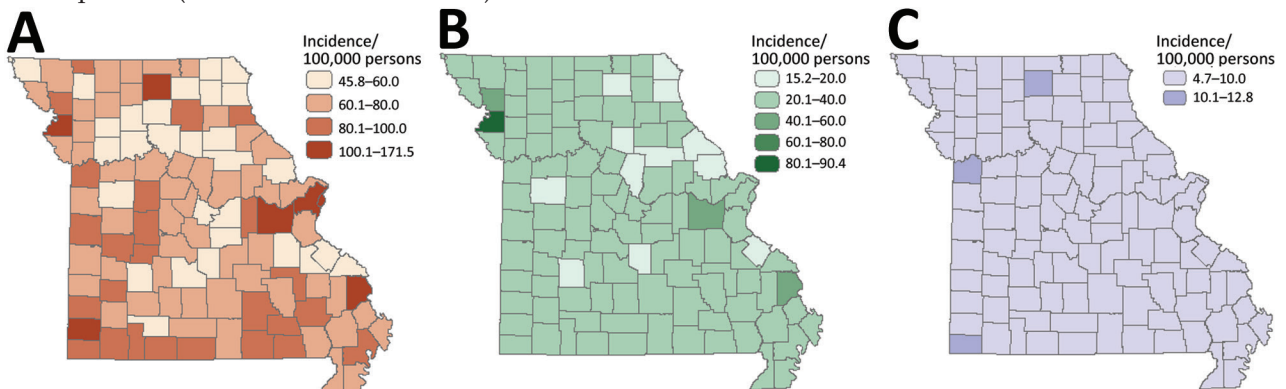 A
Incidence/
100,000 persons
45.8–60.0
60.1–80.0
80.1–100.0
100.1–171.5
B
Incidence/
100,000 persons
15.2–20.0
20.1–40.0
40.1–60.0
60.1–80.0
80.1–90.4
C
Incidence/
100,000 persons
4.7–10.0
10.1–12.8